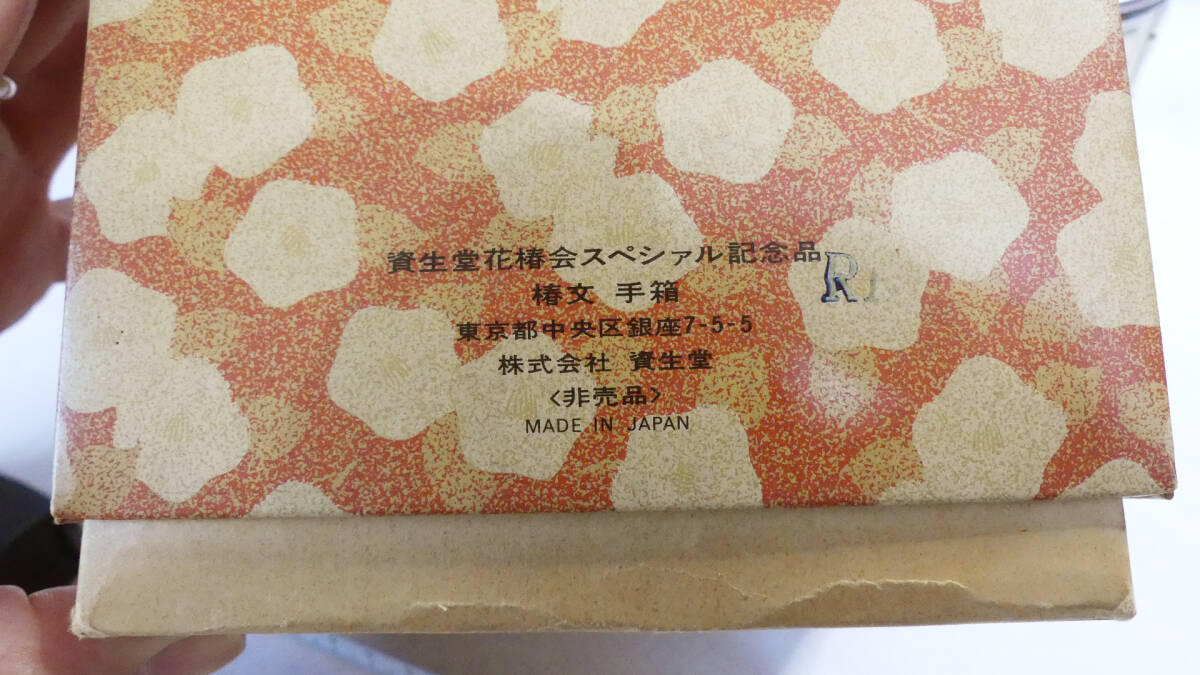 資生堂花椿会スペシァル記念品
椿文 手箱
東京都中央区銀座7-5-5
株式会社 資生堂
<非売品>
MADE IN JAPAN